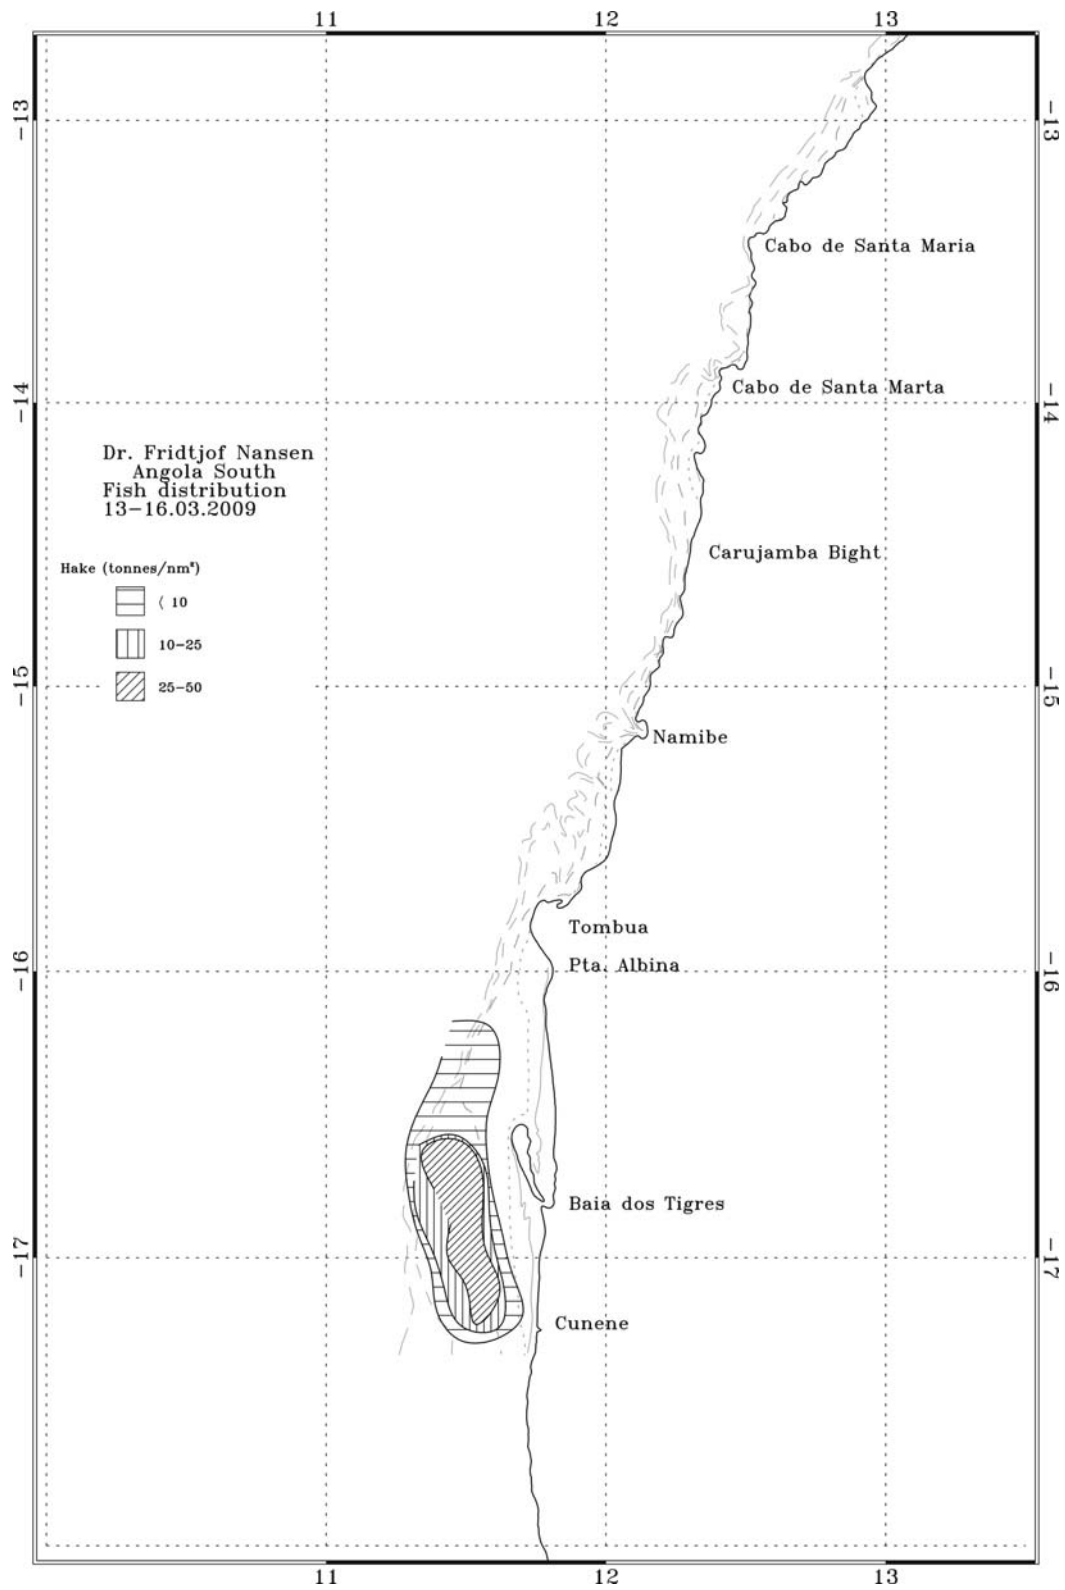 11 12 13
-13 -13
Cabo de Santa Maria
Cabo de Santa Marta
-14 -14
Dr. Fridtjof Nansen
Angola South
Fish distribution
13-16.03.2009
Carujamba Bight
Hake (tonnes/nm²)
⟨ 10
10-25
25-50
-15 -15
Namibe
Tombua
Pta. Albina
-16 -16
Baia dos Tigres
-17 -17
Cunene
11 12 13